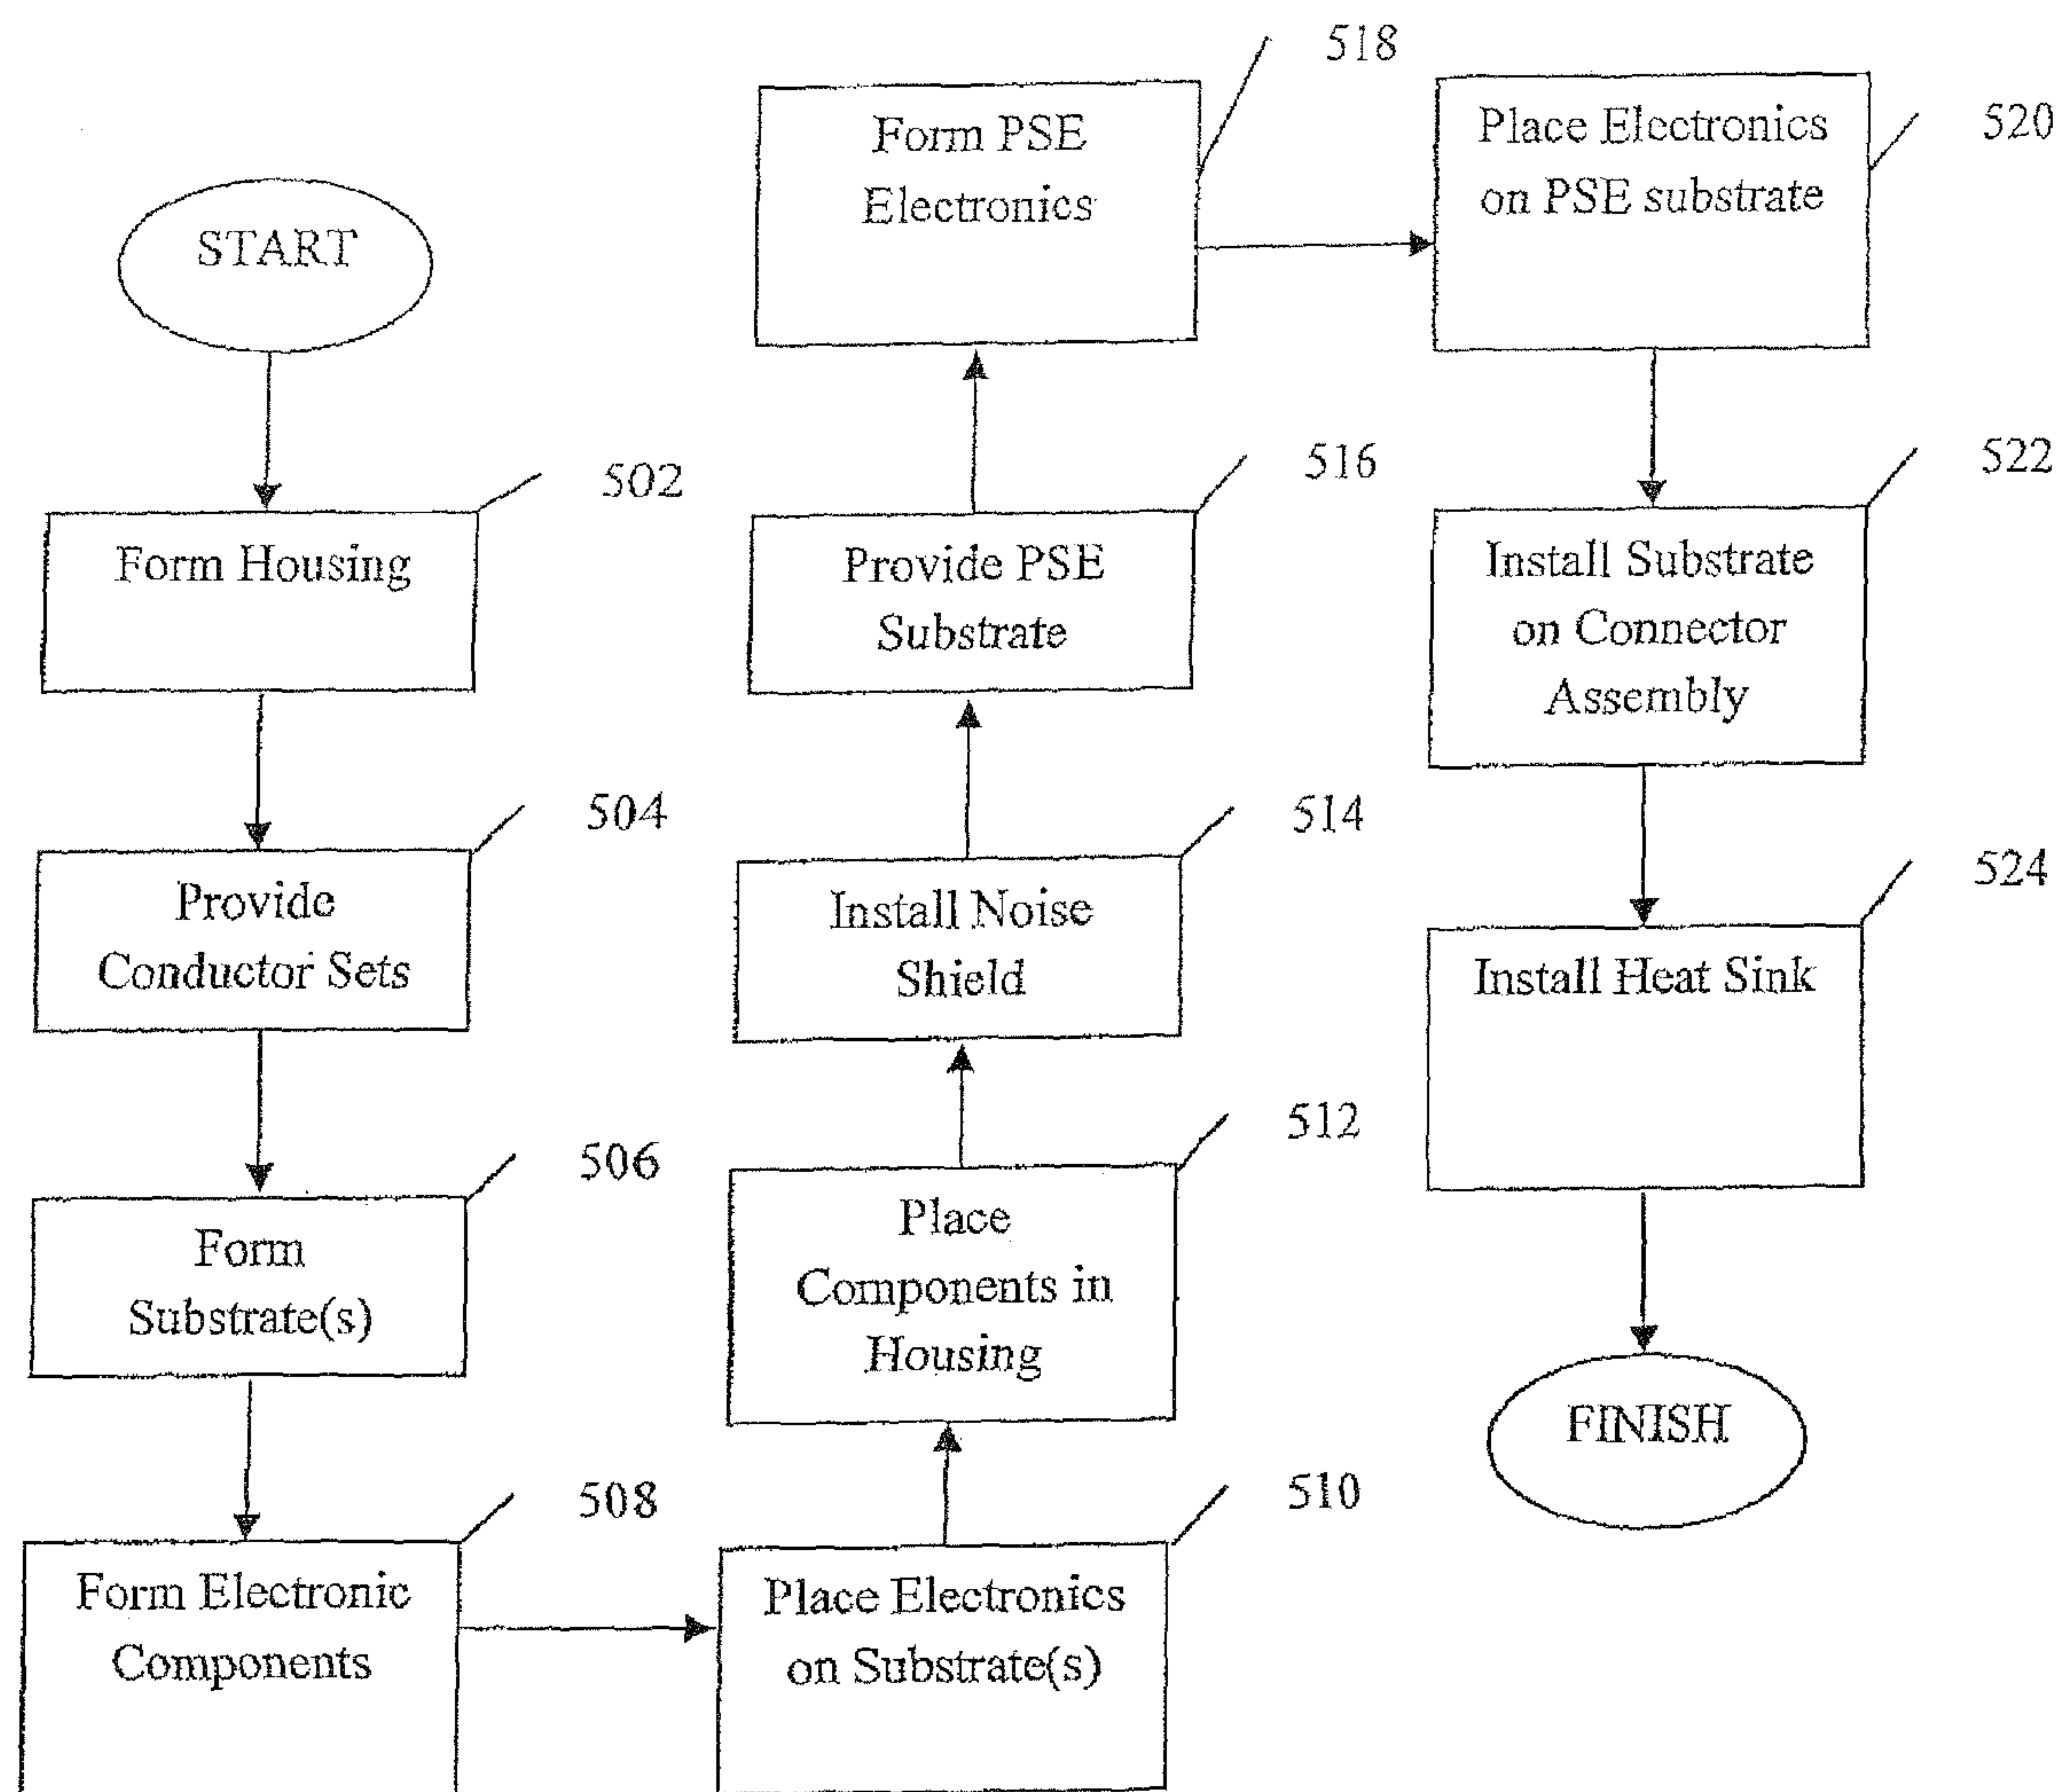 START
502
Form Housing
504
Provide
Conductor Sets
506
Form
Substrate(s)
508
Form Electronic
Components
510
Place Electronics
on Substrate(s)
512
Place
Components in
Housing
514
Install Noise
Shield
516
Provide PSE
Substrate
518
Form PSE
Electronics
520
Place Electronics
on PSE substrate
522
Install Substrate
on Connector
Assembly
524
Install Heat Sink
FINISH